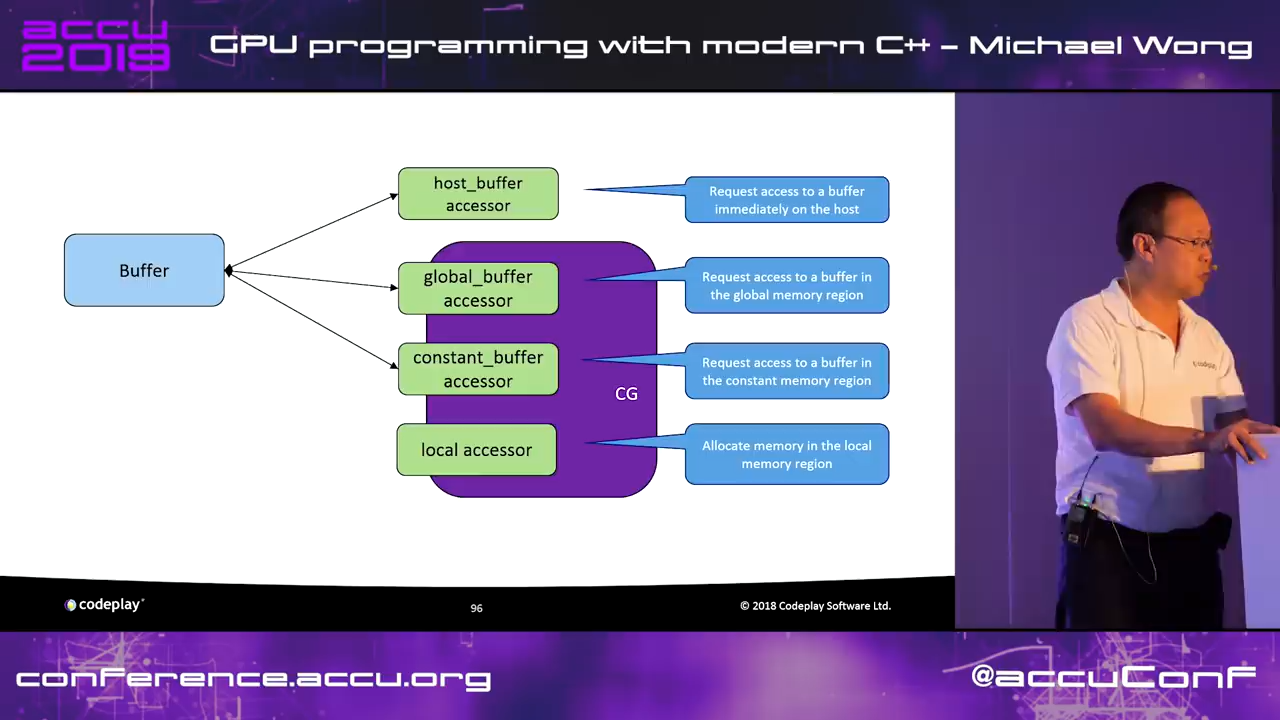 accu
2019
GPU programming with modern C++ – Michael Wong
host_buffer
accessor
Request access to a buffer
immediately on the host
Buffer
global_buffer
accessor
Request access to a buffer in
the global memory region
constant_buffer
accessor
Request access to a buffer in
the constant memory region
CG
local accessor
Allocate memory in the local
memory region
codeplay
96
© 2018 Codeplay Software Ltd.
codeplay
conference.accu.org
@accuConf